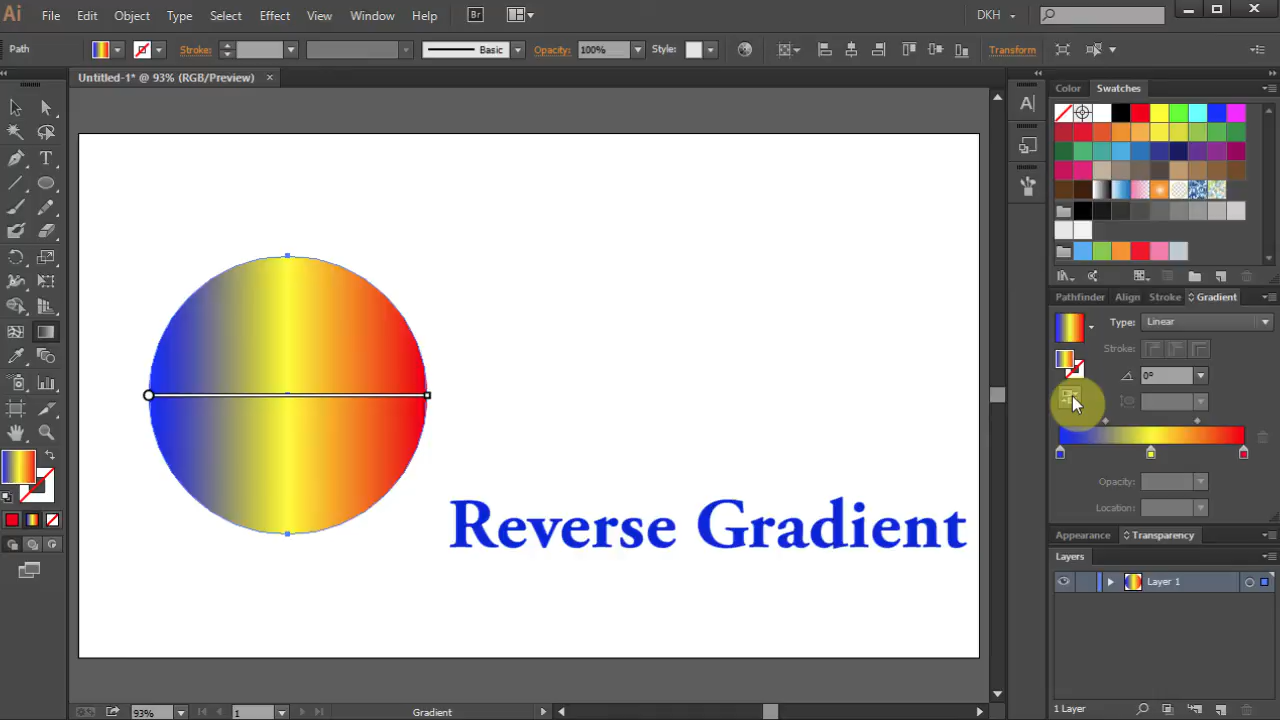 Ai File Edit Object Type Select Effect View Window Help Br DKH
Path Stroke: Basic Opacity: 100% Style: Transform
Untitled-1* @ 93% (RGB/Preview) ×
Color Swatches
Pathfinder Align Stroke Gradient
Type: Linear
Stroke:
0°
Reverse Gradient
Opacity:
Location:
Appearance Transparency
Layers
Layer 1
93% 1 Gradient 1 Layer